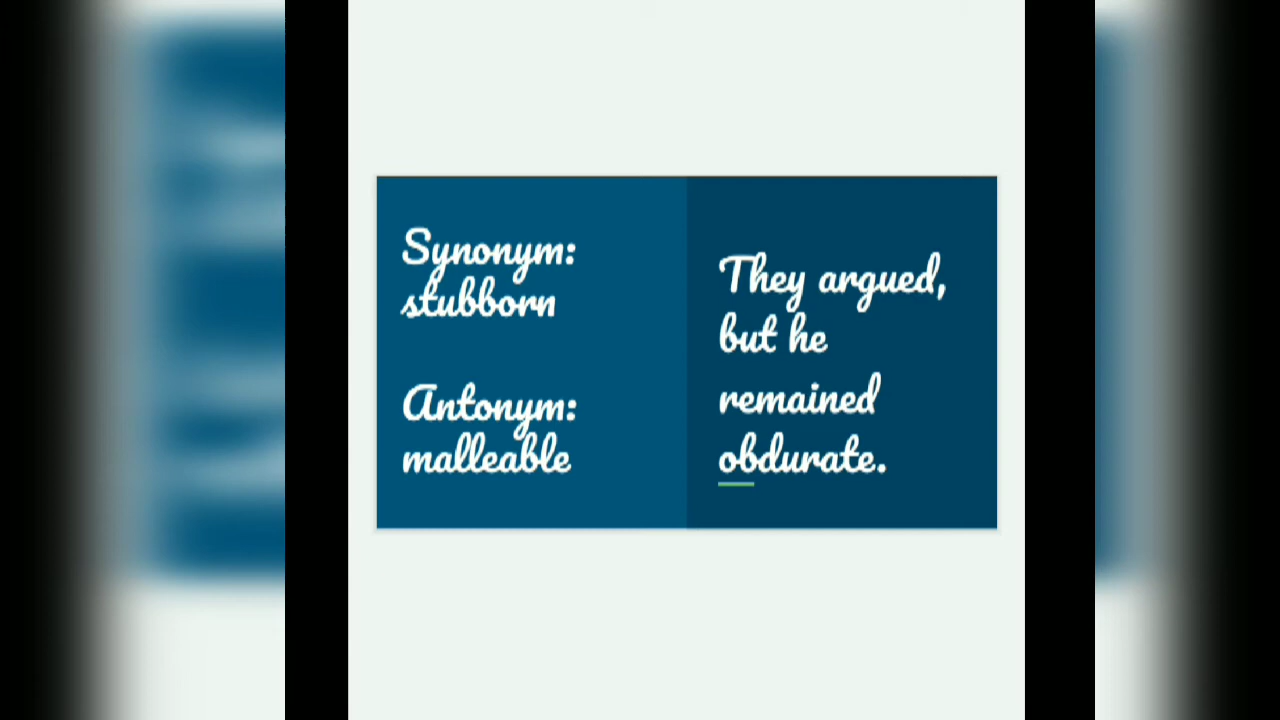 Synonym:
stubborn
Antonym:
malleable
They argued,
but he
remained
obdurate.